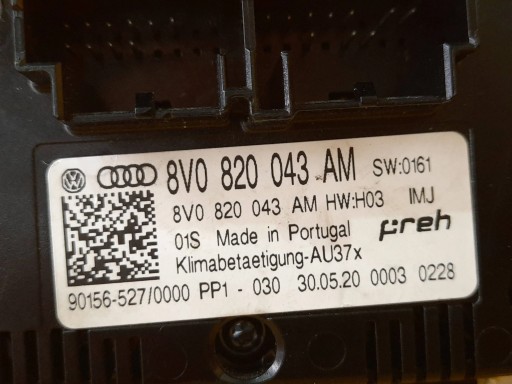 8V0 820 043 AM SW:0161
8V0 820 043 AM HW:H03 IMJ
01S Made in Portugal preh
Klimabetaetigung-AU37x
90156-527/0000 PP1 - 030 30.05.20 0003 0228